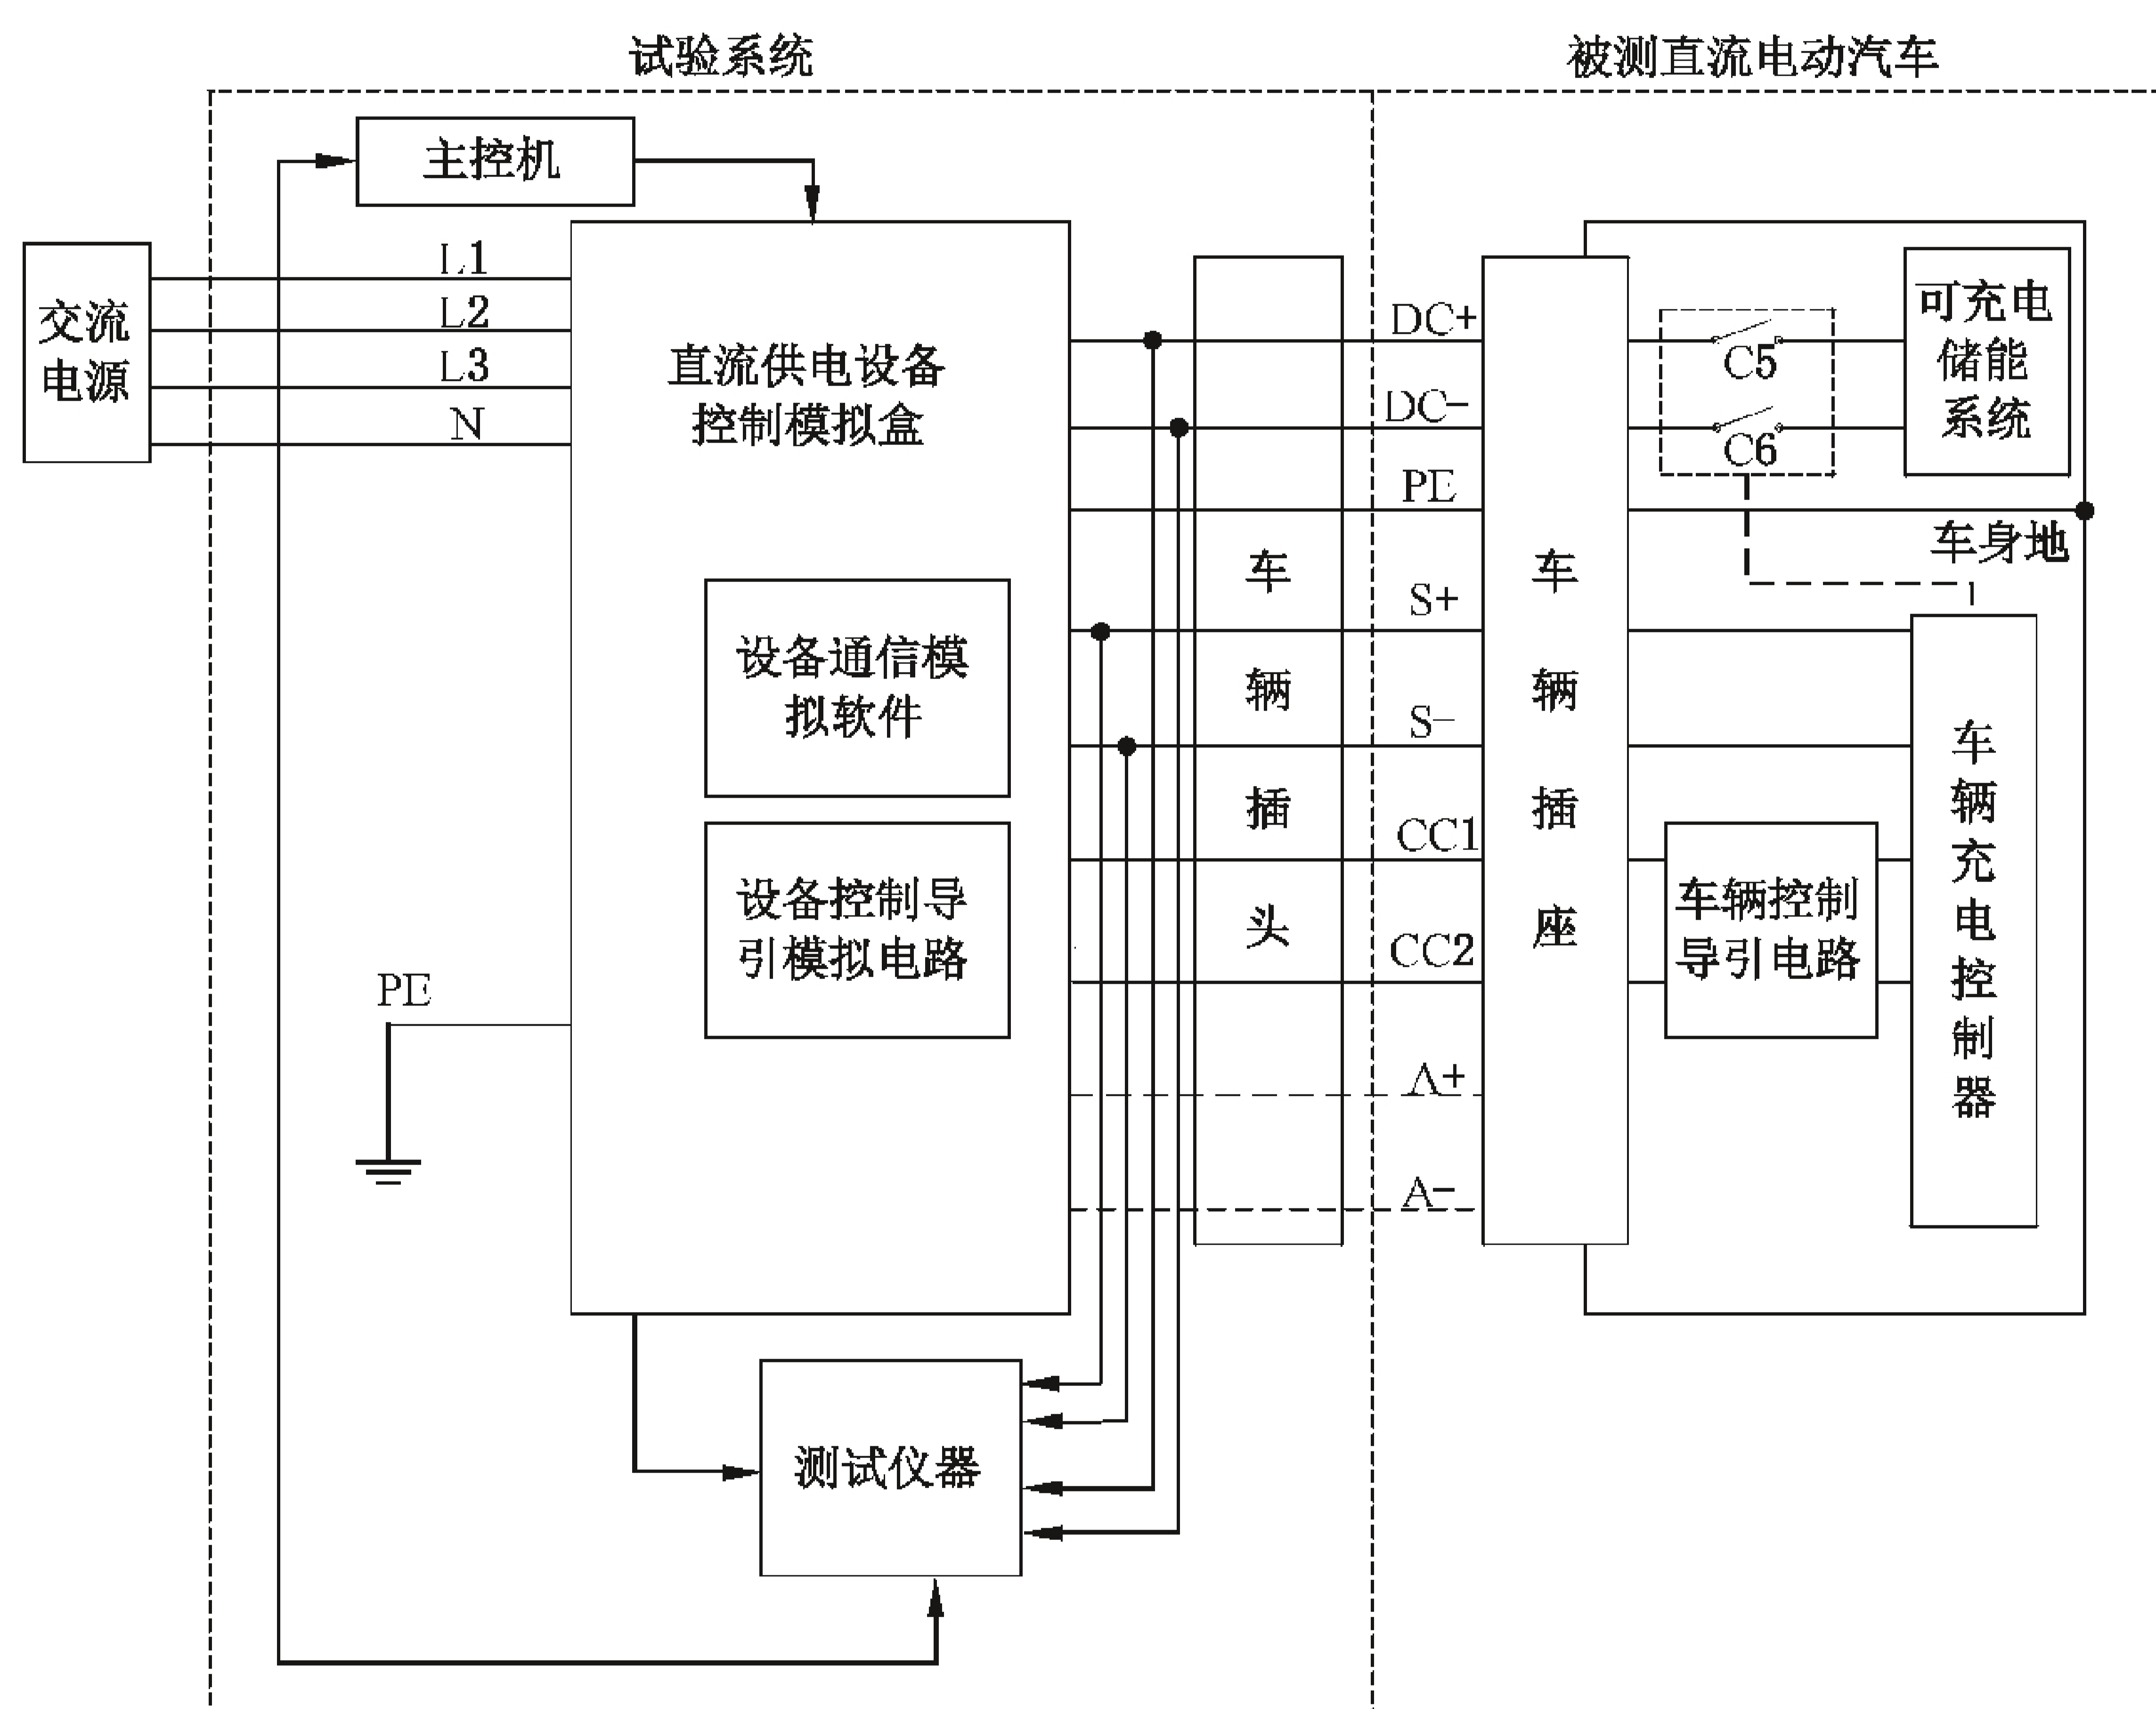 试验系统
被测直流电动汽车
主控机
交流
电源
L1
L2
L3
N
直流供电设备
控制模拟盒
设备通信模
拟软件
设备控制导
引模拟电路
PE
测试仪器
车
辆
插
头
DC+
DC-
PE
S+
S-
CC1
CC2
A+
A-
车
辆
插
座
C5
C6
可充电
储能
系统
车身地
车辆控制
导引电路
车
辆
充
电
控
制
器